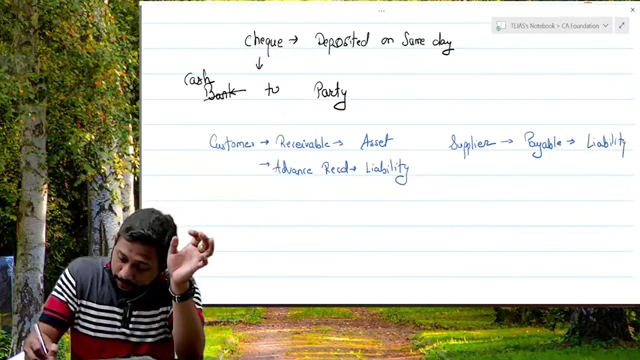 TLIAS's Notebook > CA Foundation
Cheque → Deposited on Same day
↓
Cash
Bank to Party
Customer → Receivable → Asset
→ Advance Recd → Liability
Supplier → Payable → Liability